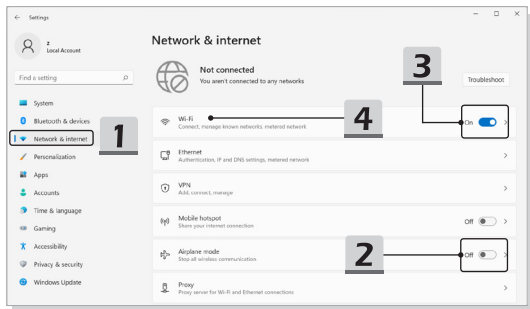 Settings
z
Local Account
Find a setting
System
Bluetooth & devices
Network & internet
Personalization
Apps
Accounts
Time & language
Gaming
Accessibility
Privacy & security
Windows Update
1
Network & internet
Not connected
You aren't connected to any networks
3
Troubleshoot
Wi-Fi
Connect, manage known networks, metered network
4
On
Ethernet
Authentication, IP and DNS settings, metered network
VPN
Add, connect, manage
Mobile hotspot
Share your internet connection
Off
Airplane mode
Stop all wireless communication
2
Off
Proxy
Proxy server for Wi-Fi and Ethernet connections